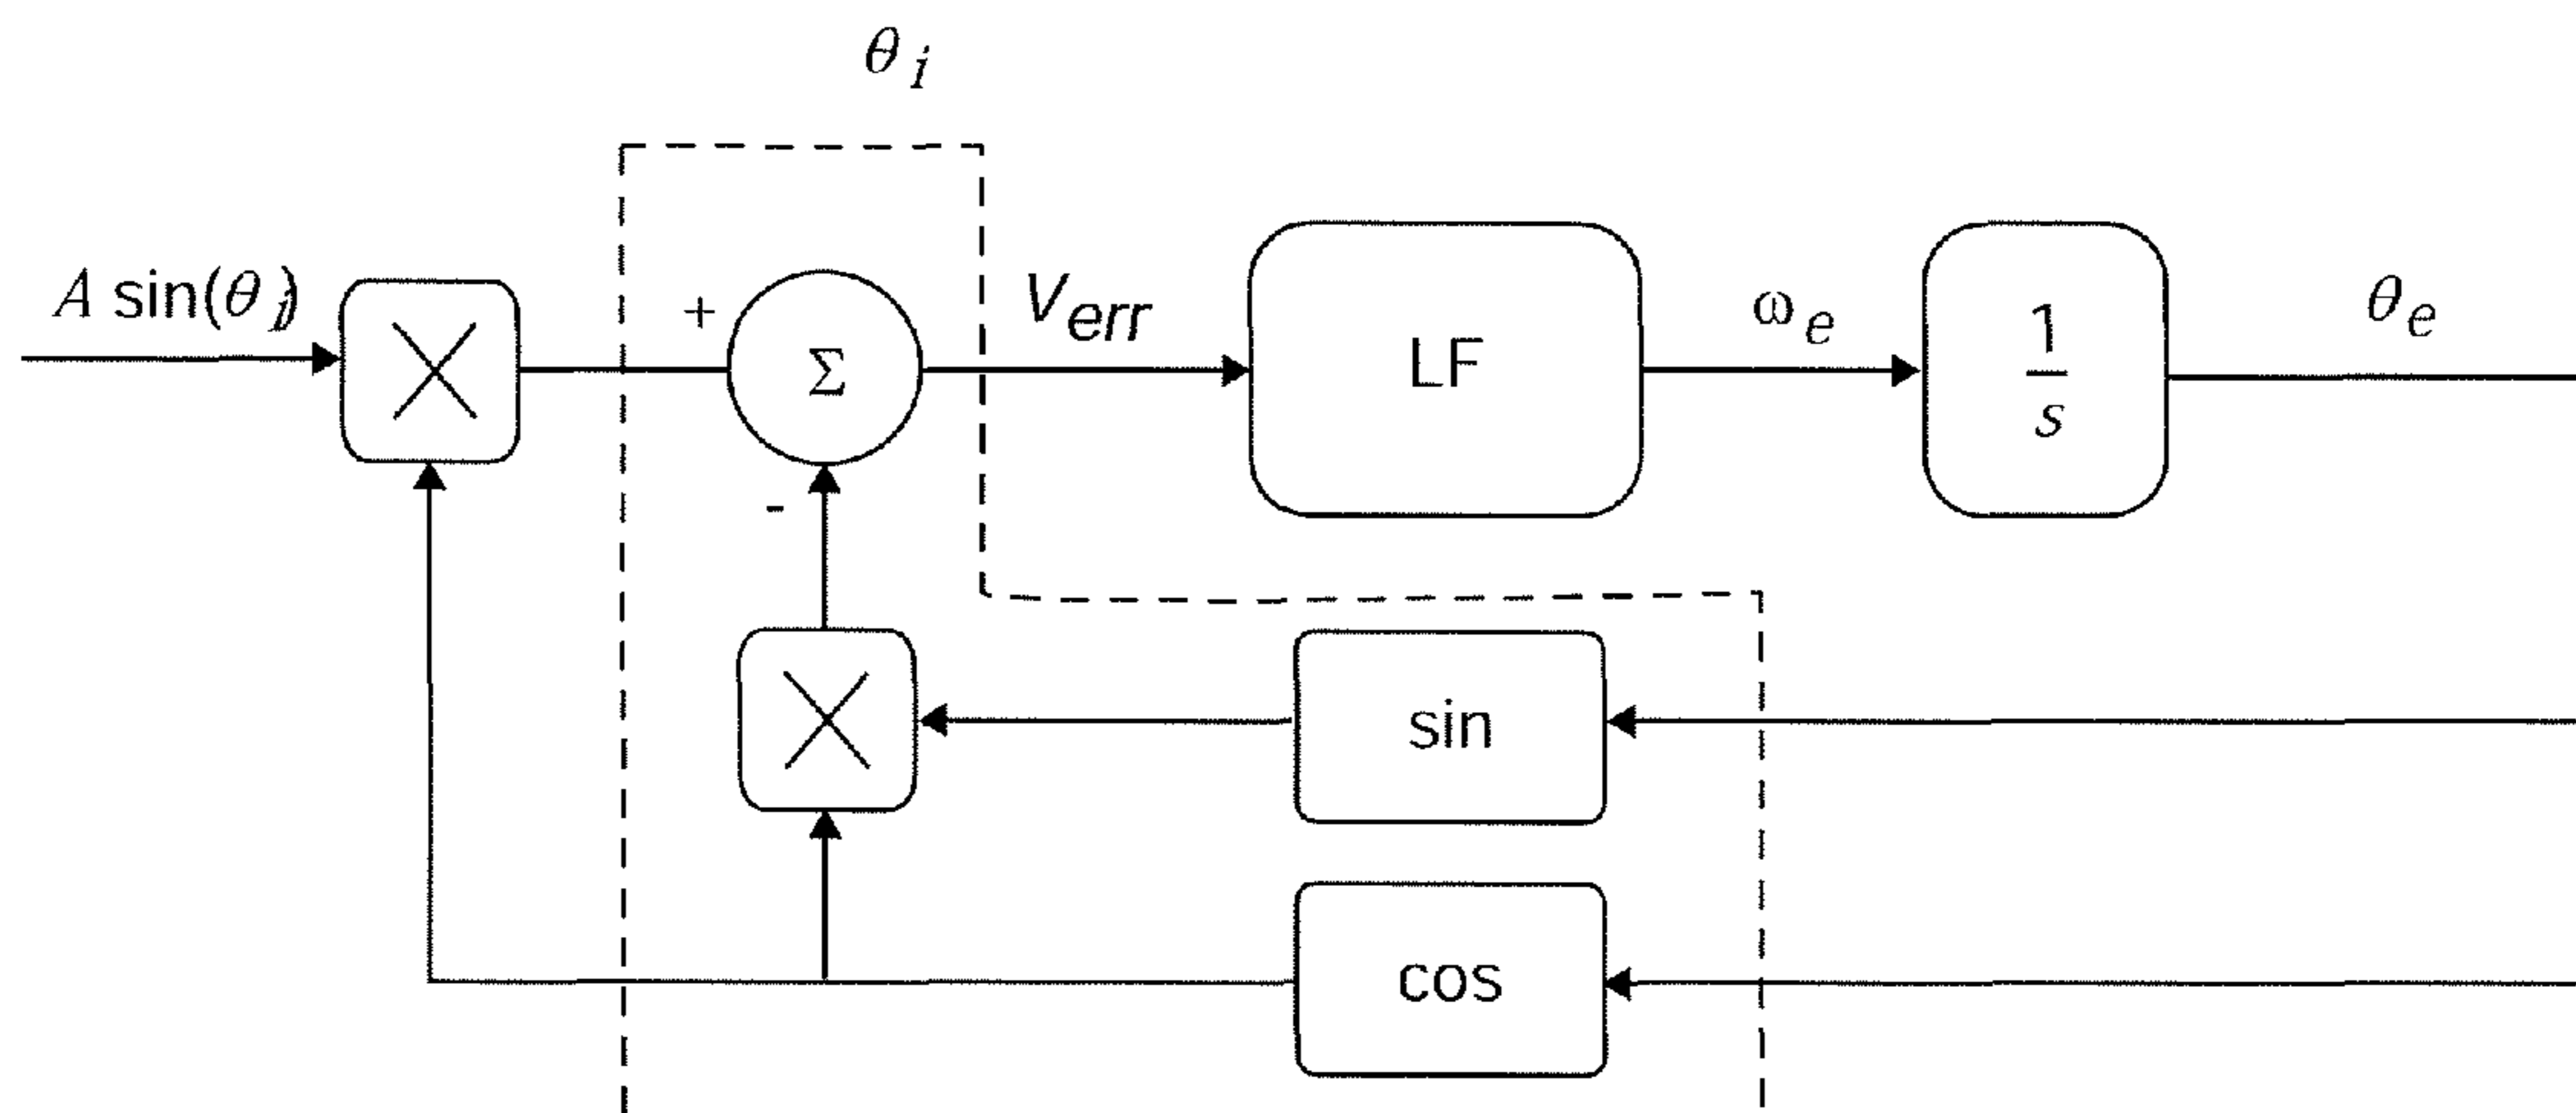 θ i
A sin(θ i)
+
Σ
V err
LF
ω e
1
s
θ e
-
sin
cos